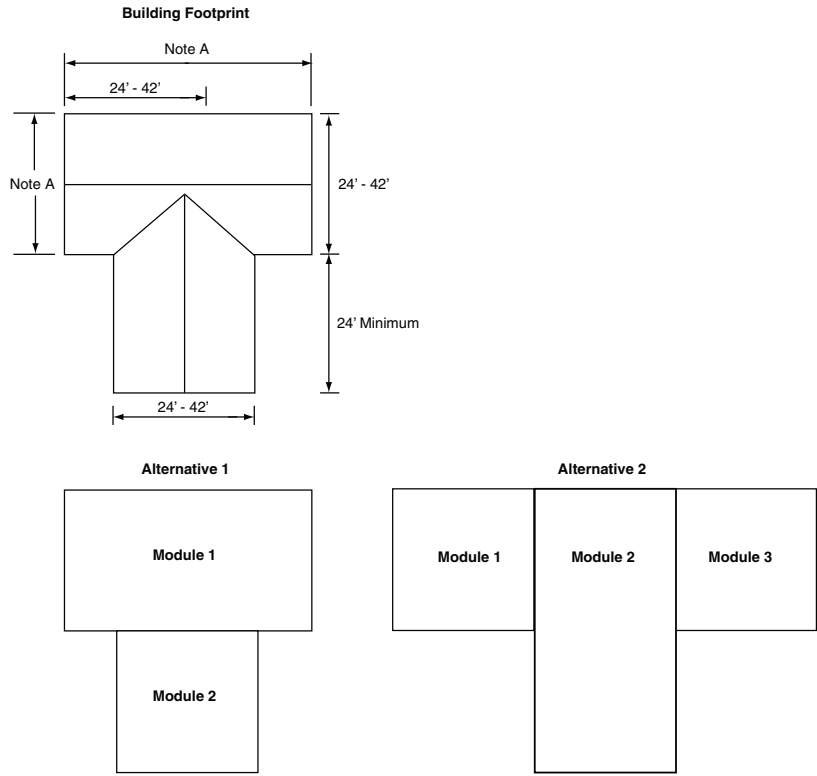 Building Footprint
Note A
24’ - 42’
Note A
24’ - 42’
24’ Minimum
24’ - 42’
Alternative 1
Alternative 2
Module 1
Module 1
Module 2
Module 3
Module 2